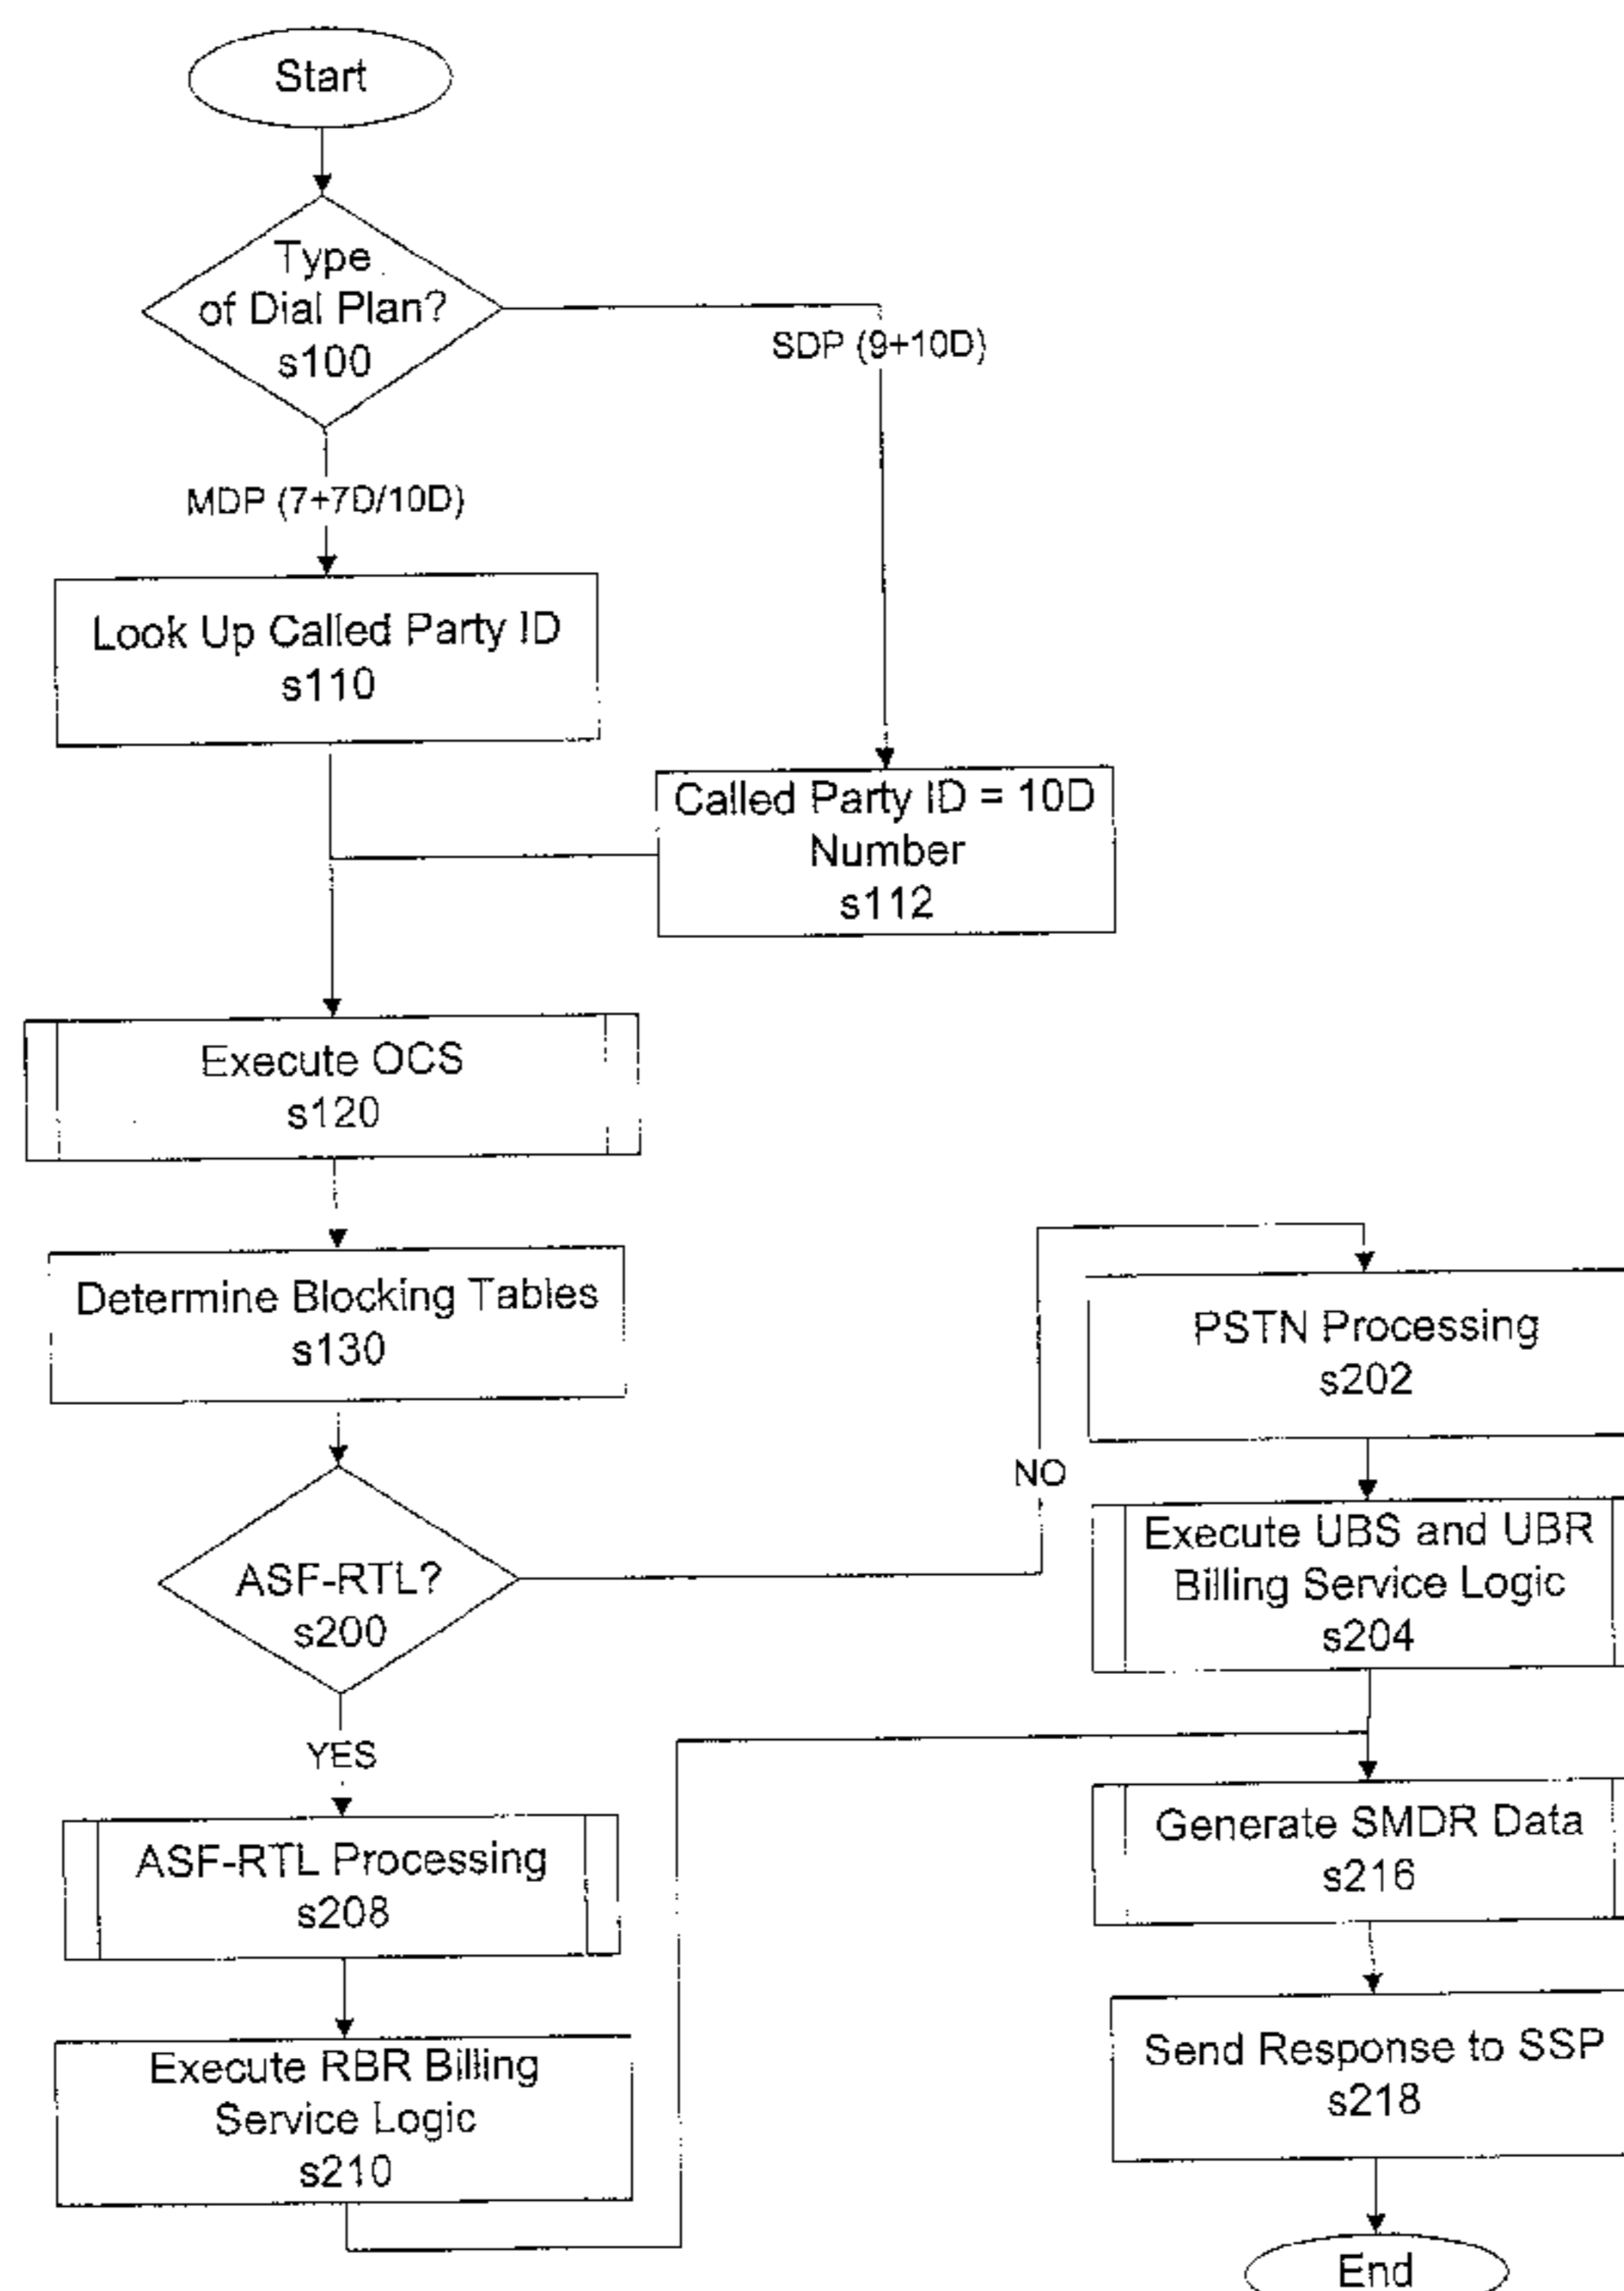 Start
Type
of Dial Plan?
s100
SDP (9+10D)
MDP (7+7D/10D)
Look Up Called Party ID
s110
Called Party ID = 10D
Number
s112
Execute OCS
s120
Determine Blocking Tables
s130
ASF-RTL?
s200
NO
YES
ASF-RTL Processing
s208
Execute RBR Billing
Service Logic
s210
PSTN Processing
s202
Execute UBS and UBR
Billing Service Logic
s204
Generate SMDR Data
s216
Send Response to SSP
s218
End